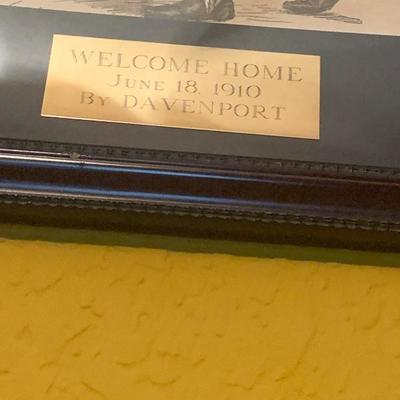 WELCOME HOME
JUNE 18, 1910
BY DAVENPORT